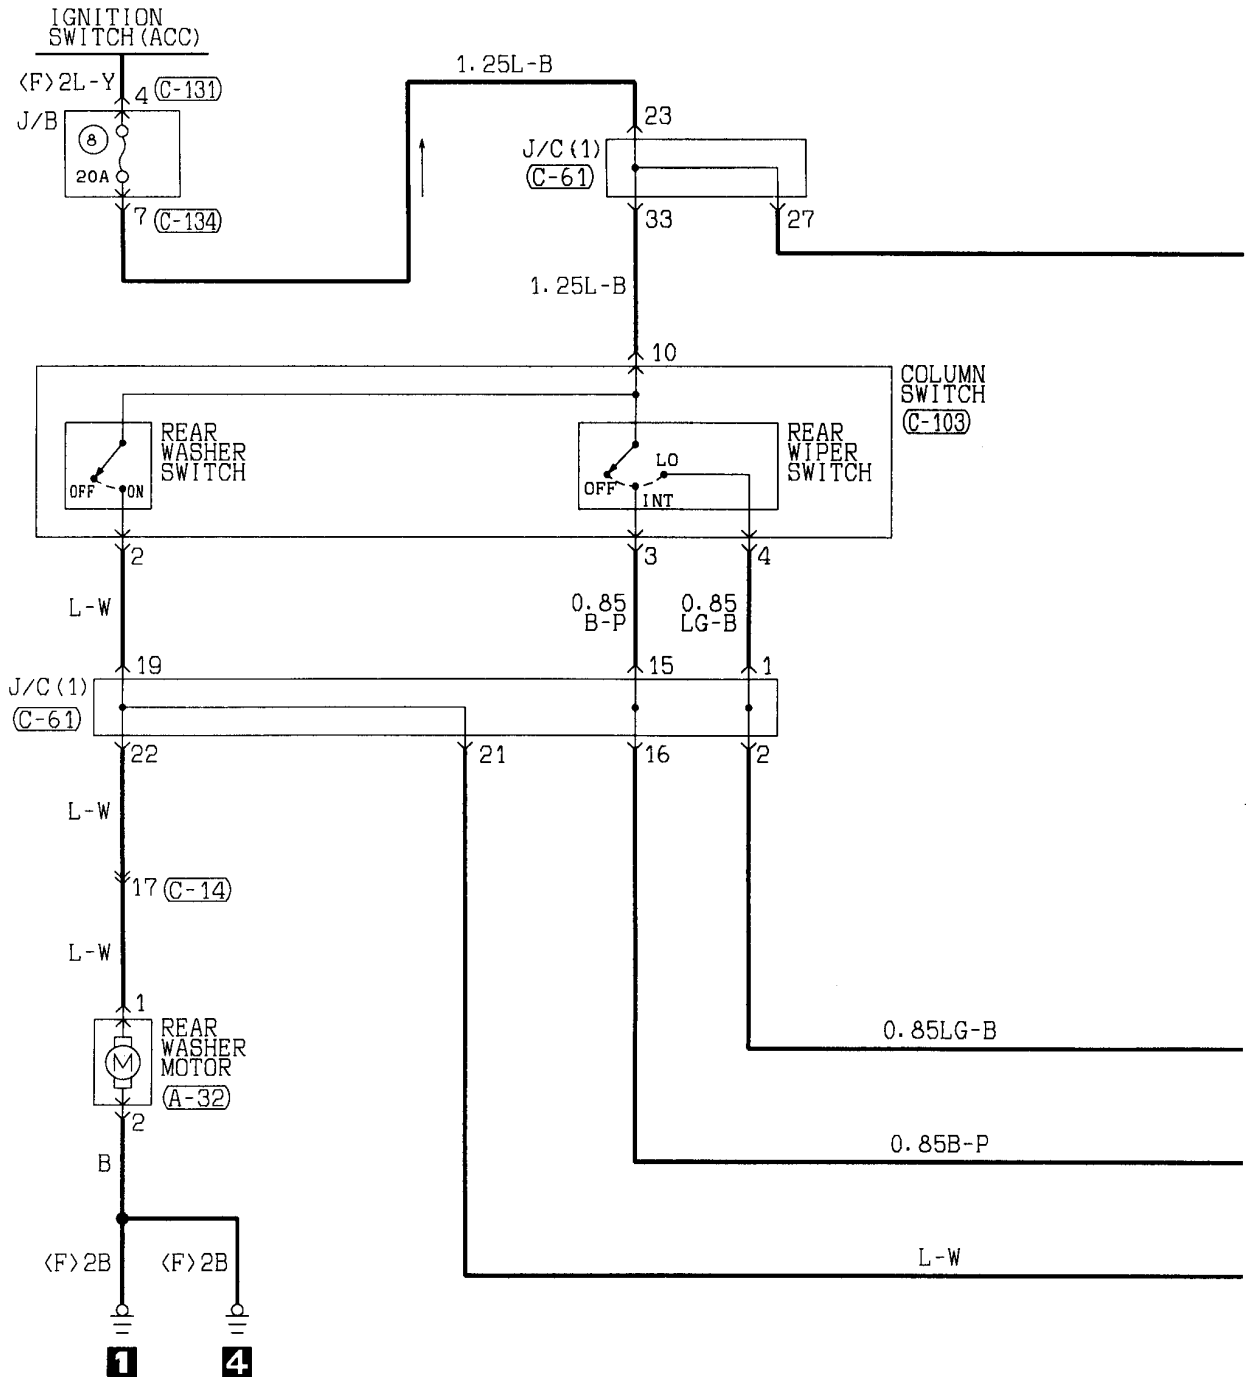 IGNITION
SWITCH(ACC)
<F>2L-Y
4 (C-131)
J/B
8
20A
7 (C-134)
1.25L-B
23
J/C(1)
(C-61)
33
27
1.25L-B
10
COLUMN
SWITCH
(C-103)
REAR
WASHER
SWITCH
OFF
ON
REAR
WIPER
SWITCH
LO
OFF
INT
2
3
4
L-W
0.85
B-P
0.85
LG-B
19
15
1
J/C(1)
(C-61)
22
21
16
2
L-W
17 (C-14)
L-W
1
REAR
WASHER
MOTOR
(A-32)
M
2
B
0.85LG-B
0.85B-P
L-W
<F>2B
<F>2B
1
4